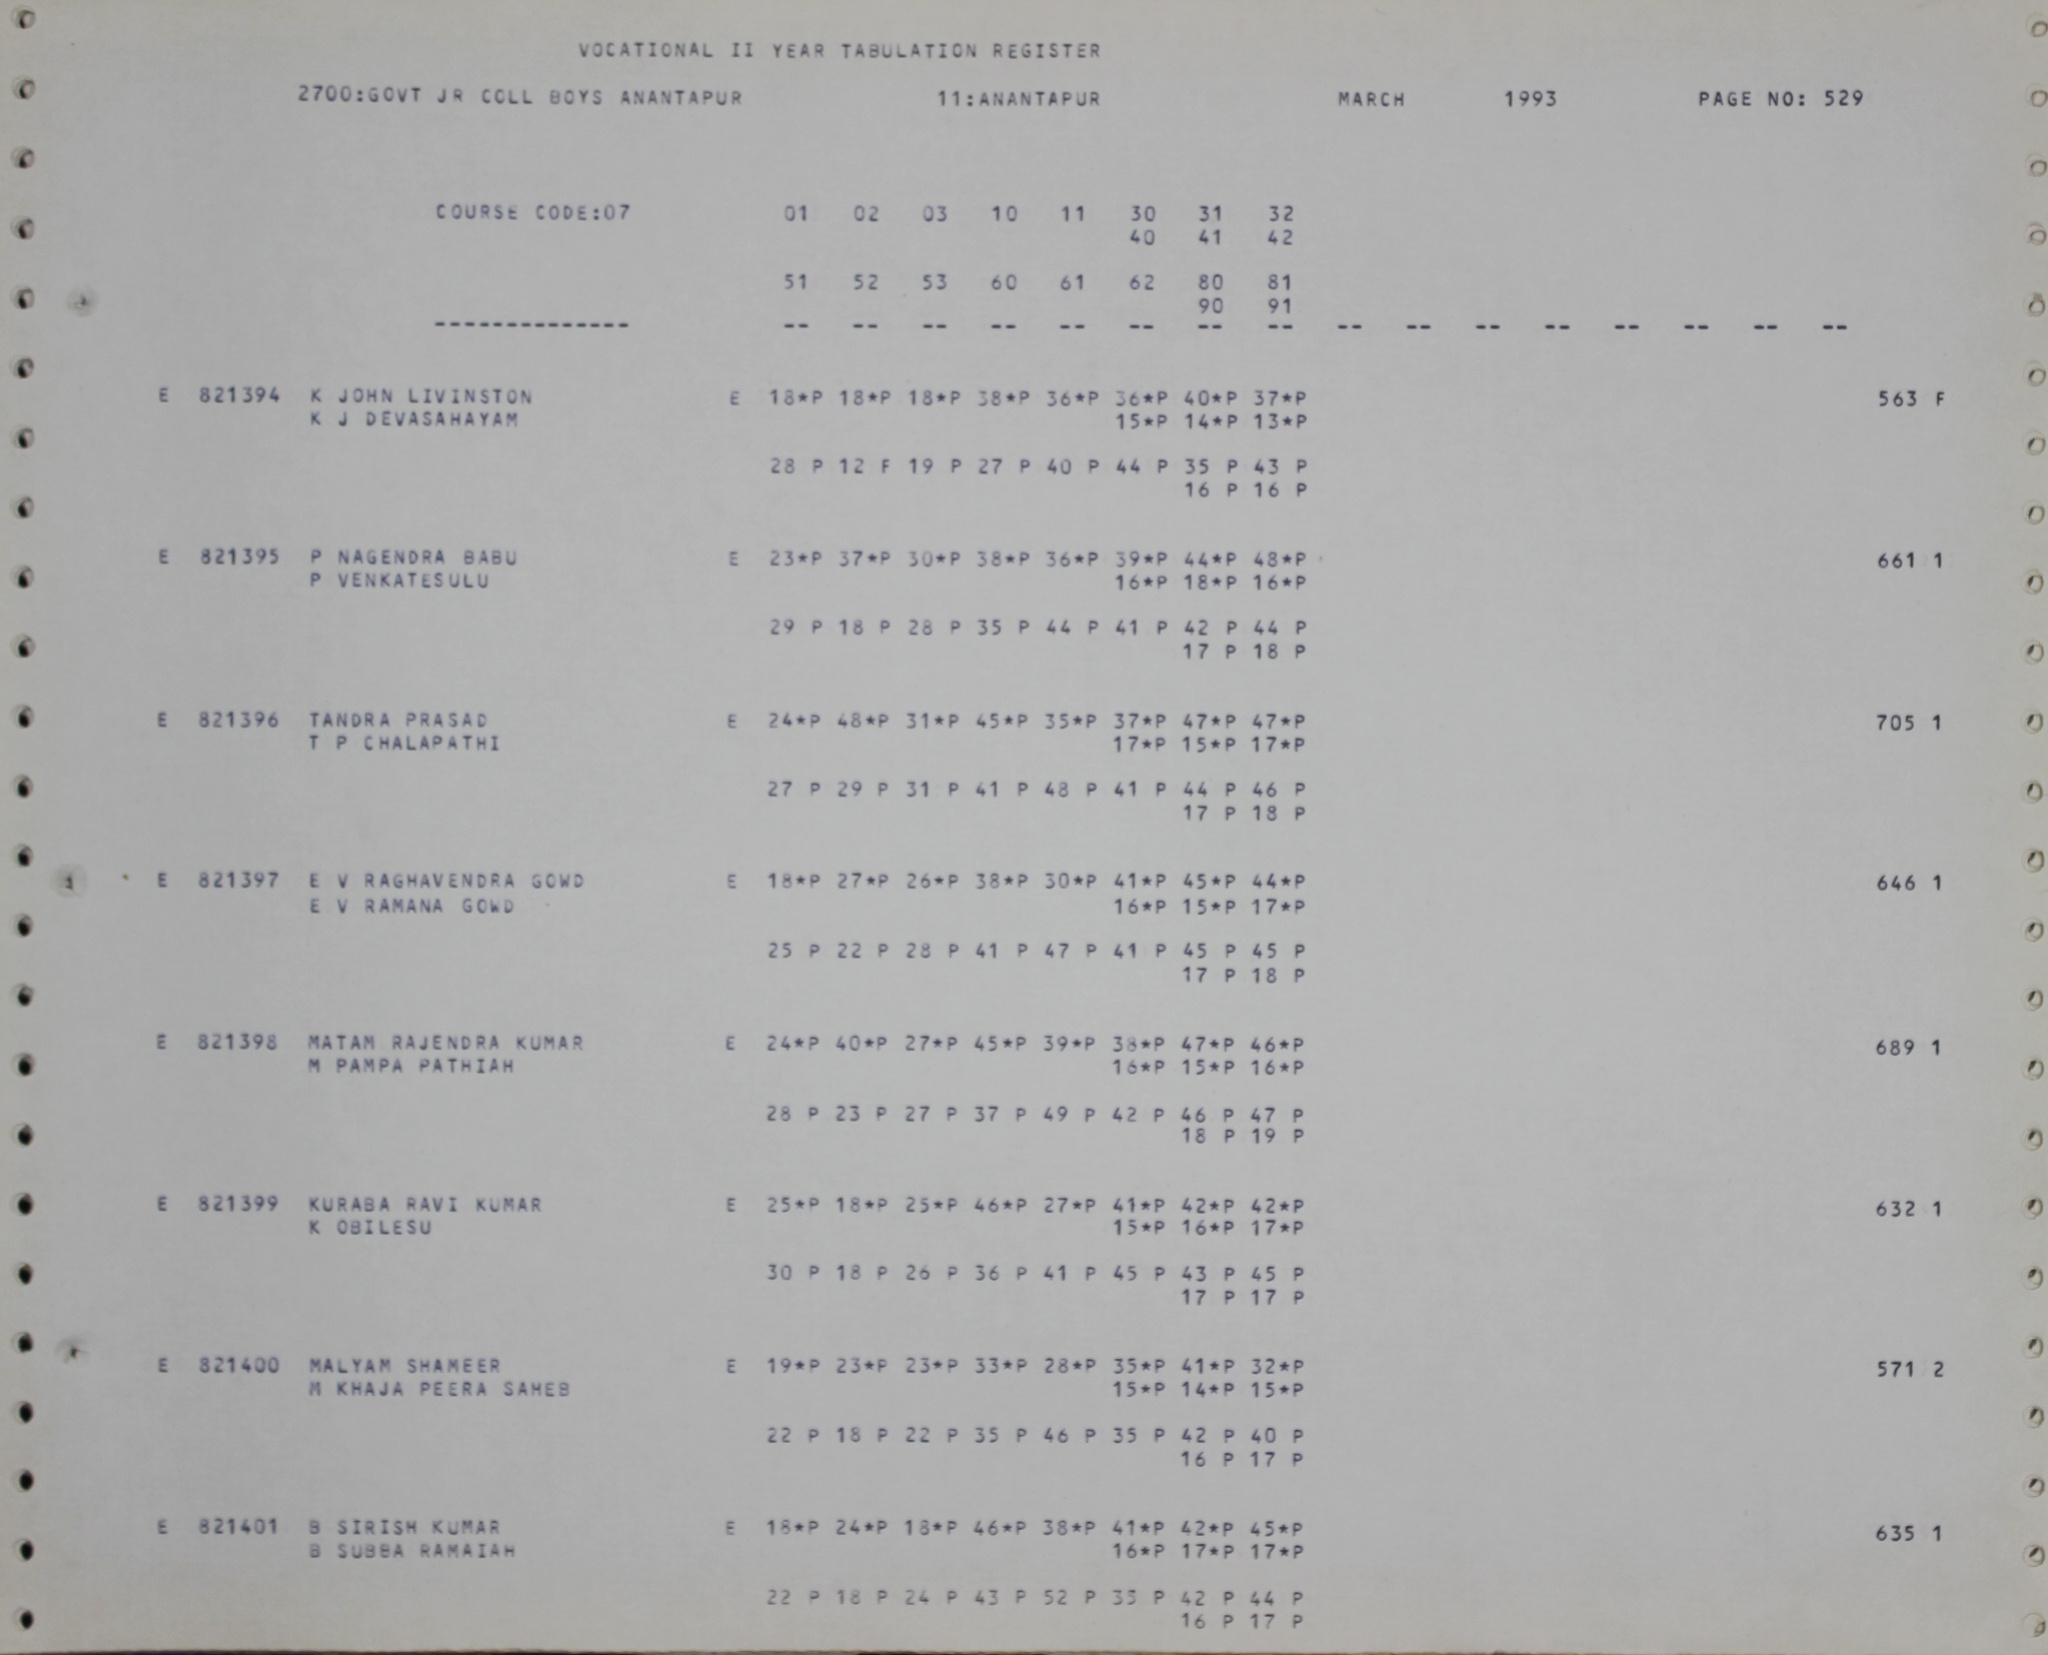 VOCATIONAL II YEAR TABULATION REGISTER
2700:GOVT JR COLL BOYS ANANTAPUR 11:ANANTAPUR MARCH 1993 PAGE NO: 529
COURSE CODE:07 01 02 03 10 11 30 31 32
40 41 42
51 52 53 60 61 62 80 81
90 91
-------------- -- -- -- -- -- -- -- -- -- -- -- -- -- -- -- --
E 821394 K JOHN LIVINSTON E 18*P 18*P 18*P 38*P 36*P 36*P 40*P 37*P 563 F
K J DEVASAHAYAM 15*P 14*P 13*P
28 P 12 F 19 P 27 P 40 P 44 P 35 P 43 P
16 P 16 P
E 821395 P NAGENDRA BABU E 23*P 37*P 30*P 38*P 36*P 39*P 44*P 48*P 661 1
P VENKATESULU 16*P 18*P 16*P
29 P 18 P 28 P 35 P 44 P 41 P 42 P 44 P
17 P 18 P
E 821396 TANDRA PRASAD E 24*P 48*P 31*P 45*P 35*P 37*P 47*P 47*P 705 1
T P CHALAPATHI 17*P 15*P 17*P
27 P 29 P 31 P 41 P 48 P 41 P 44 P 46 P
17 P 18 P
E 821397 E V RAGHAVENDRA GOWD E 18*P 27*P 26*P 38*P 30*P 41*P 45*P 44*P 646 1
E V RAMANA GOWD 16*P 15*P 17*P
25 P 22 P 28 P 41 P 47 P 41 P 45 P 45 P
17 P 18 P
E 821398 MATAM RAJENDRA KUMAR E 24*P 40*P 27*P 45*P 39*P 38*P 47*P 46*P 689 1
M PAMPA PATHIAH 16*P 15*P 16*P
28 P 23 P 27 P 37 P 49 P 42 P 46 P 47 P
18 P 19 P
E 821399 KURABA RAVI KUMAR E 25*P 18*P 25*P 46*P 27*P 41*P 42*P 42*P 632 1
K OBILESU 15*P 16*P 17*P
30 P 18 P 26 P 36 P 41 P 45 P 43 P 45 P
17 P 17 P
E 821400 MALYAM SHAMEER E 19*P 23*P 23*P 33*P 28*P 35*P 41*P 32*P 571 2
M KHAJA PEERA SAHEB 15*P 14*P 15*P
22 P 18 P 22 P 35 P 46 P 35 P 42 P 40 P
16 P 17 P
E 821401 B SIRISH KUMAR E 18*P 24*P 18*P 46*P 38*P 41*P 42*P 45*P 635 1
B SUBBA RAMAIAH 16*P 17*P 17*P
22 P 18 P 24 P 43 P 52 P 35 P 42 P 44 P
16 P 17 P